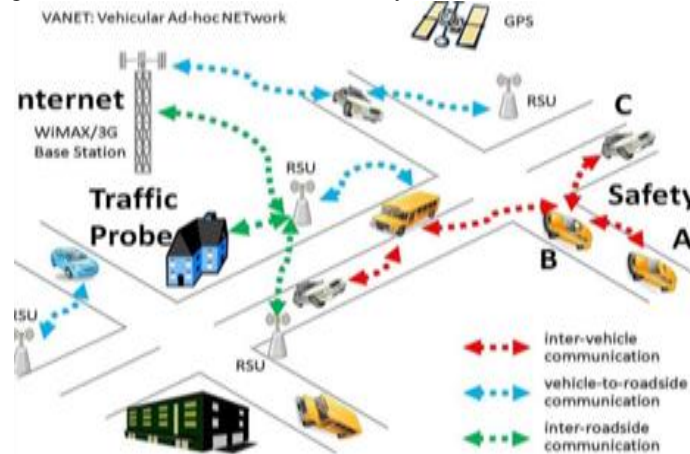 VANET: Vehicular Ad-hoc NETwork
GPS
nternet
WiMAX/3G
Base Station
RSU
C
RSU
Traffic
Probe
Safety
A
B
RSU
RSU
inter-vehicle
communication
vehicle-to-roadside
communication
inter-roadside
communication